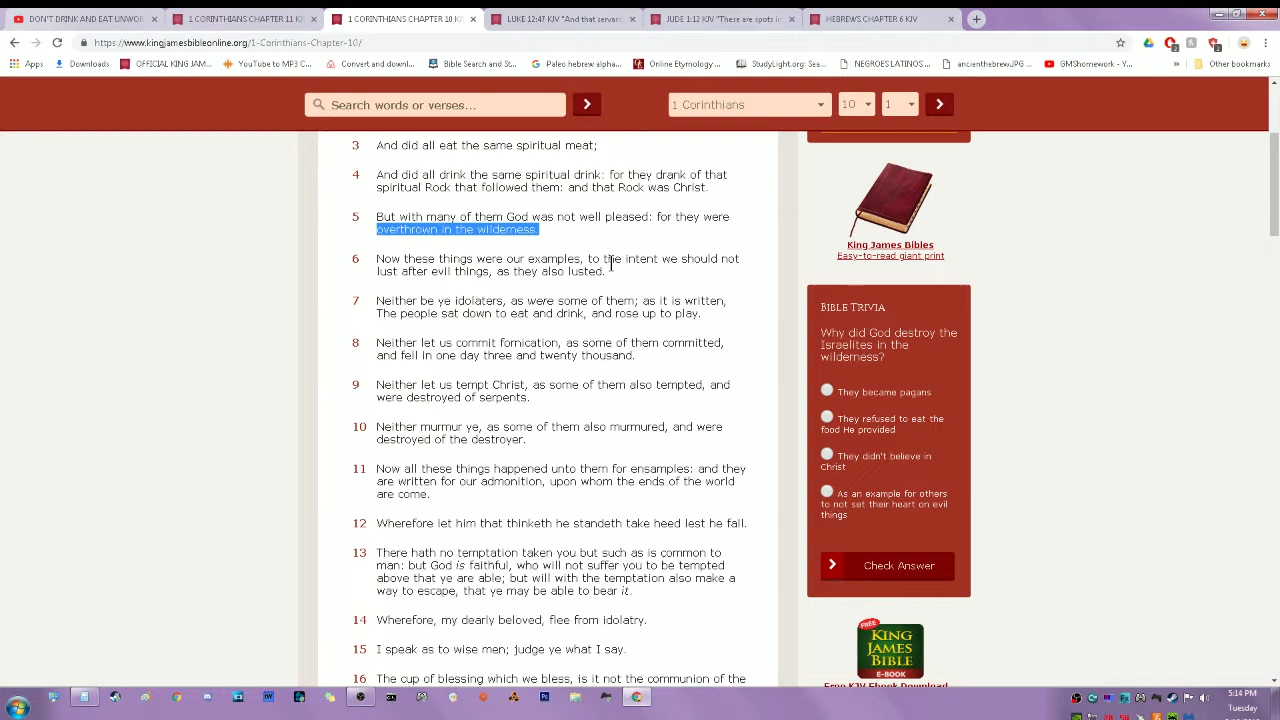 DON'T DRINK AND EAT UNWOR
1 CORINTHIANS CHAPTER 11 K
1 CORINTHIANS CHAPTER 10 K
LUKE 12:47 KJV "And that servant,
JUDE 1:12 KJV "These are spots in
HEBREWS CHAPTER 6 KJV
https://www.kingjamesbibleonline.org/1-Corinthians-Chapter-10/
Apps
Downloads
OFFICIAL KING JAM...
YouTube to MP3 C...
Convert and downl...
Bible Search and St...
Paleo hebrew alpha...
Online Etymology ...
StudyLight.org: Sea...
NEGROES LATINOS ...
ancienthebrewJPG ...
GMShomework - Y...
»
Other bookmarks
Search words or verses...
1 Corinthians
10
1
3 And did all eat the same spiritual meat;
4 And did all drink the same spiritual drink: for they drank of that
spiritual Rock that followed them: and that Rock was Christ.
5 But with many of them God was not well pleased: for they were
overthrown in the wilderness.
6 Now these things were our examples, to the intent we should not
lust after evil things, as they also lusted.
7 Neither be ye idolaters, as were some of them; as it is written,
The people sat down to eat and drink, and rose up to play.
8 Neither let us commit fornication, as some of them committed,
and fell in one day three and twenty thousand.
9 Neither let us tempt Christ, as some of them also tempted, and
were destroyed of serpents.
10 Neither murmur ye, as some of them also murmured, and were
destroyed of the destroyer.
11 Now all these things happened unto them for ensamples: and they
are written for our admonition, upon whom the ends of the world
are come.
12 Wherefore let him that thinketh he standeth take heed lest he fall.
13 There hath no temptation taken you but such as is common to
man: but God is faithful, who will not suffer you to be tempted
above that ye are able; but will with the temptation also make a
way to escape, that ye may be able to bear it.
14 Wherefore, my dearly beloved, flee from idolatry.
15 I speak as to wise men; judge ye what I say.
16 The cup of blessing which we bless, is it not the communion of the
King James Bibles
Easy-to-read giant print
BIBLE TRIVIA
Why did God destroy the
Israelites in the
wilderness?
They became pagans
They refused to eat the
food He provided
They didn't believe in
Christ
As an example for others
to not set their heart on evil
things
Check Answer
FREE
KING
JAMES
BIBLE
E-BOOK
Free KJV Ebook Download
5:14 PM
Tuesday